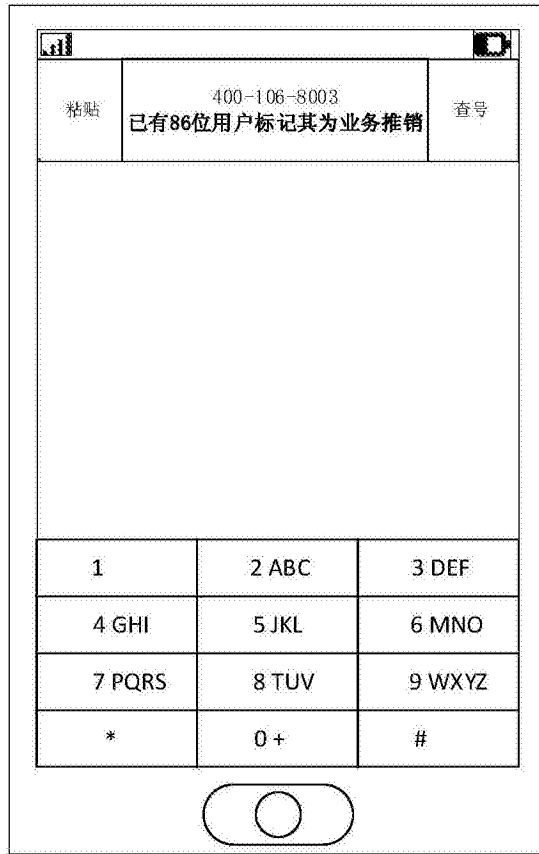 粘贴
400-106-8003
已有86位用户标记其为业务推销
查号
1
2 ABC
3 DEF
4 GHI
5 JKL
6 MNO
7 PQRS
8 TUV
9 WXYZ
*
0 +
#